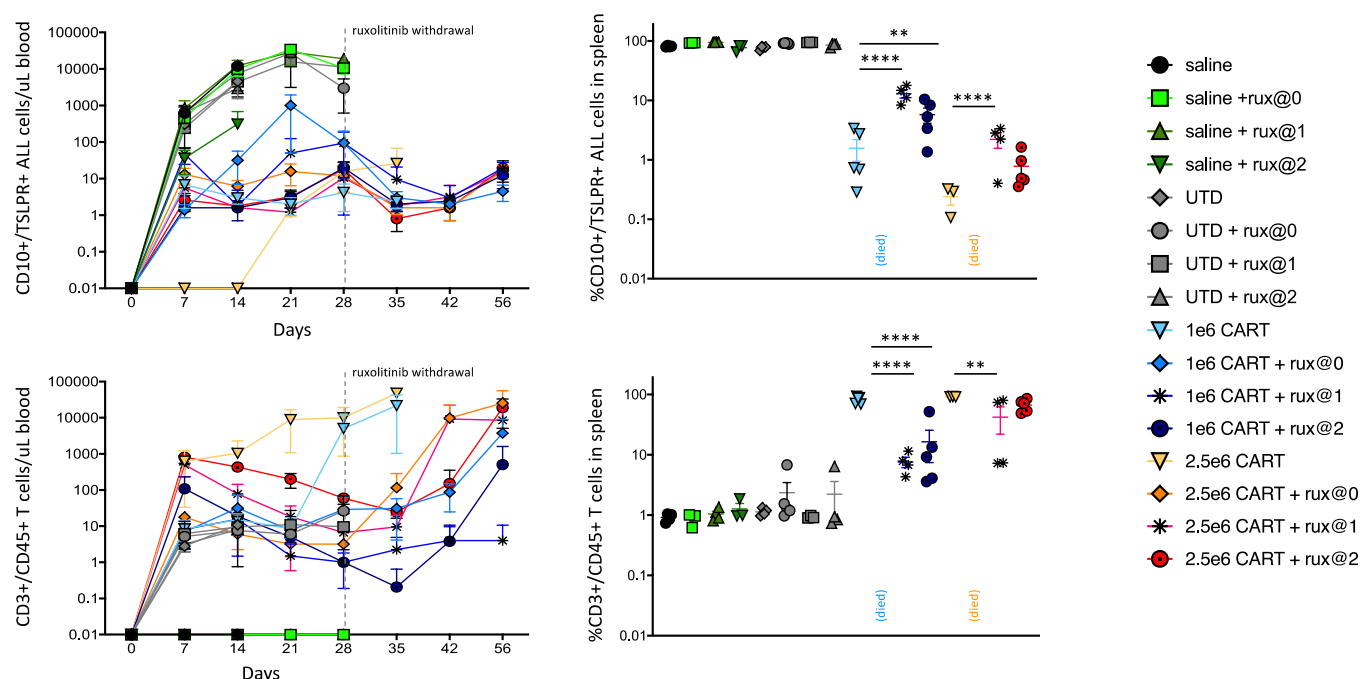 ruxolitinib withdrawal
CD10+/TSLPR+ ALL cells/uL blood
100000
10000
1000
100
10
1
0.1
0.01
0 7 14 21 28 35 42 56
Days
%CD10+/TSLPR+ ALL cells in spleen
100
10
1
0.1
0.01
**
****
****
(died)
(died)
ruxolitinib withdrawal
CD3+/CD45+ T cells/uL blood
100000
10000
1000
100
10
1
0.1
0.01
0 7 14 21 28 35 42 56
Days
%CD3+/CD45+ T cells in spleen
100
10
1
0.1
0.01
****
****
**
(died)
(died)
saline
saline +rux@0
saline + rux@1
saline + rux@2
UTD
UTD + rux@0
UTD + rux@1
UTD + rux@2
1e6 CART
1e6 CART + rux@0
1e6 CART + rux@1
1e6 CART + rux@2
2.5e6 CART
2.5e6 CART + rux@0
2.5e6 CART + rux@1
2.5e6 CART + rux@2